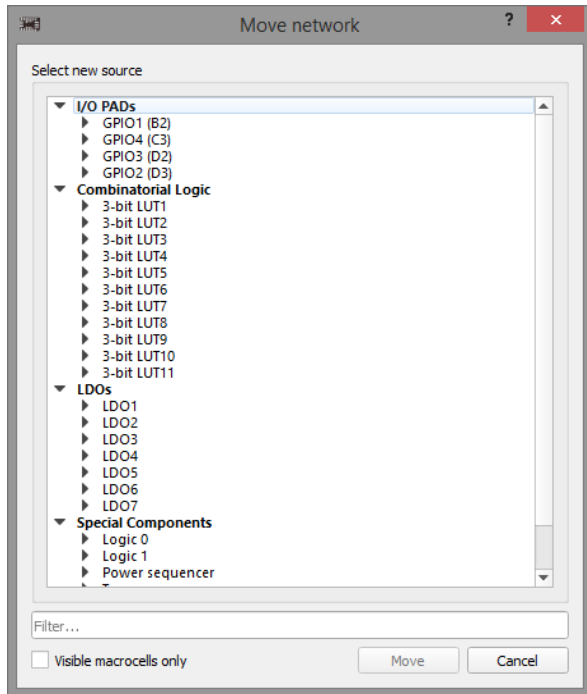 Move network
?
×
Select new source
I/O PADs
GPIO1 (B2)
GPIO4 (C3)
GPIO3 (D2)
GPIO2 (D3)
Combinatorial Logic
3-bit LUT1
3-bit LUT2
3-bit LUT3
3-bit LUT4
3-bit LUT5
3-bit LUT6
3-bit LUT7
3-bit LUT8
3-bit LUT9
3-bit LUT10
3-bit LUT11
LDOs
LDO1
LDO2
LDO3
LDO4
LDO5
LDO6
LDO7
Special Components
Logic 0
Logic 1
Power sequencer
Filter...
Visible macrocells only
Move
Cancel